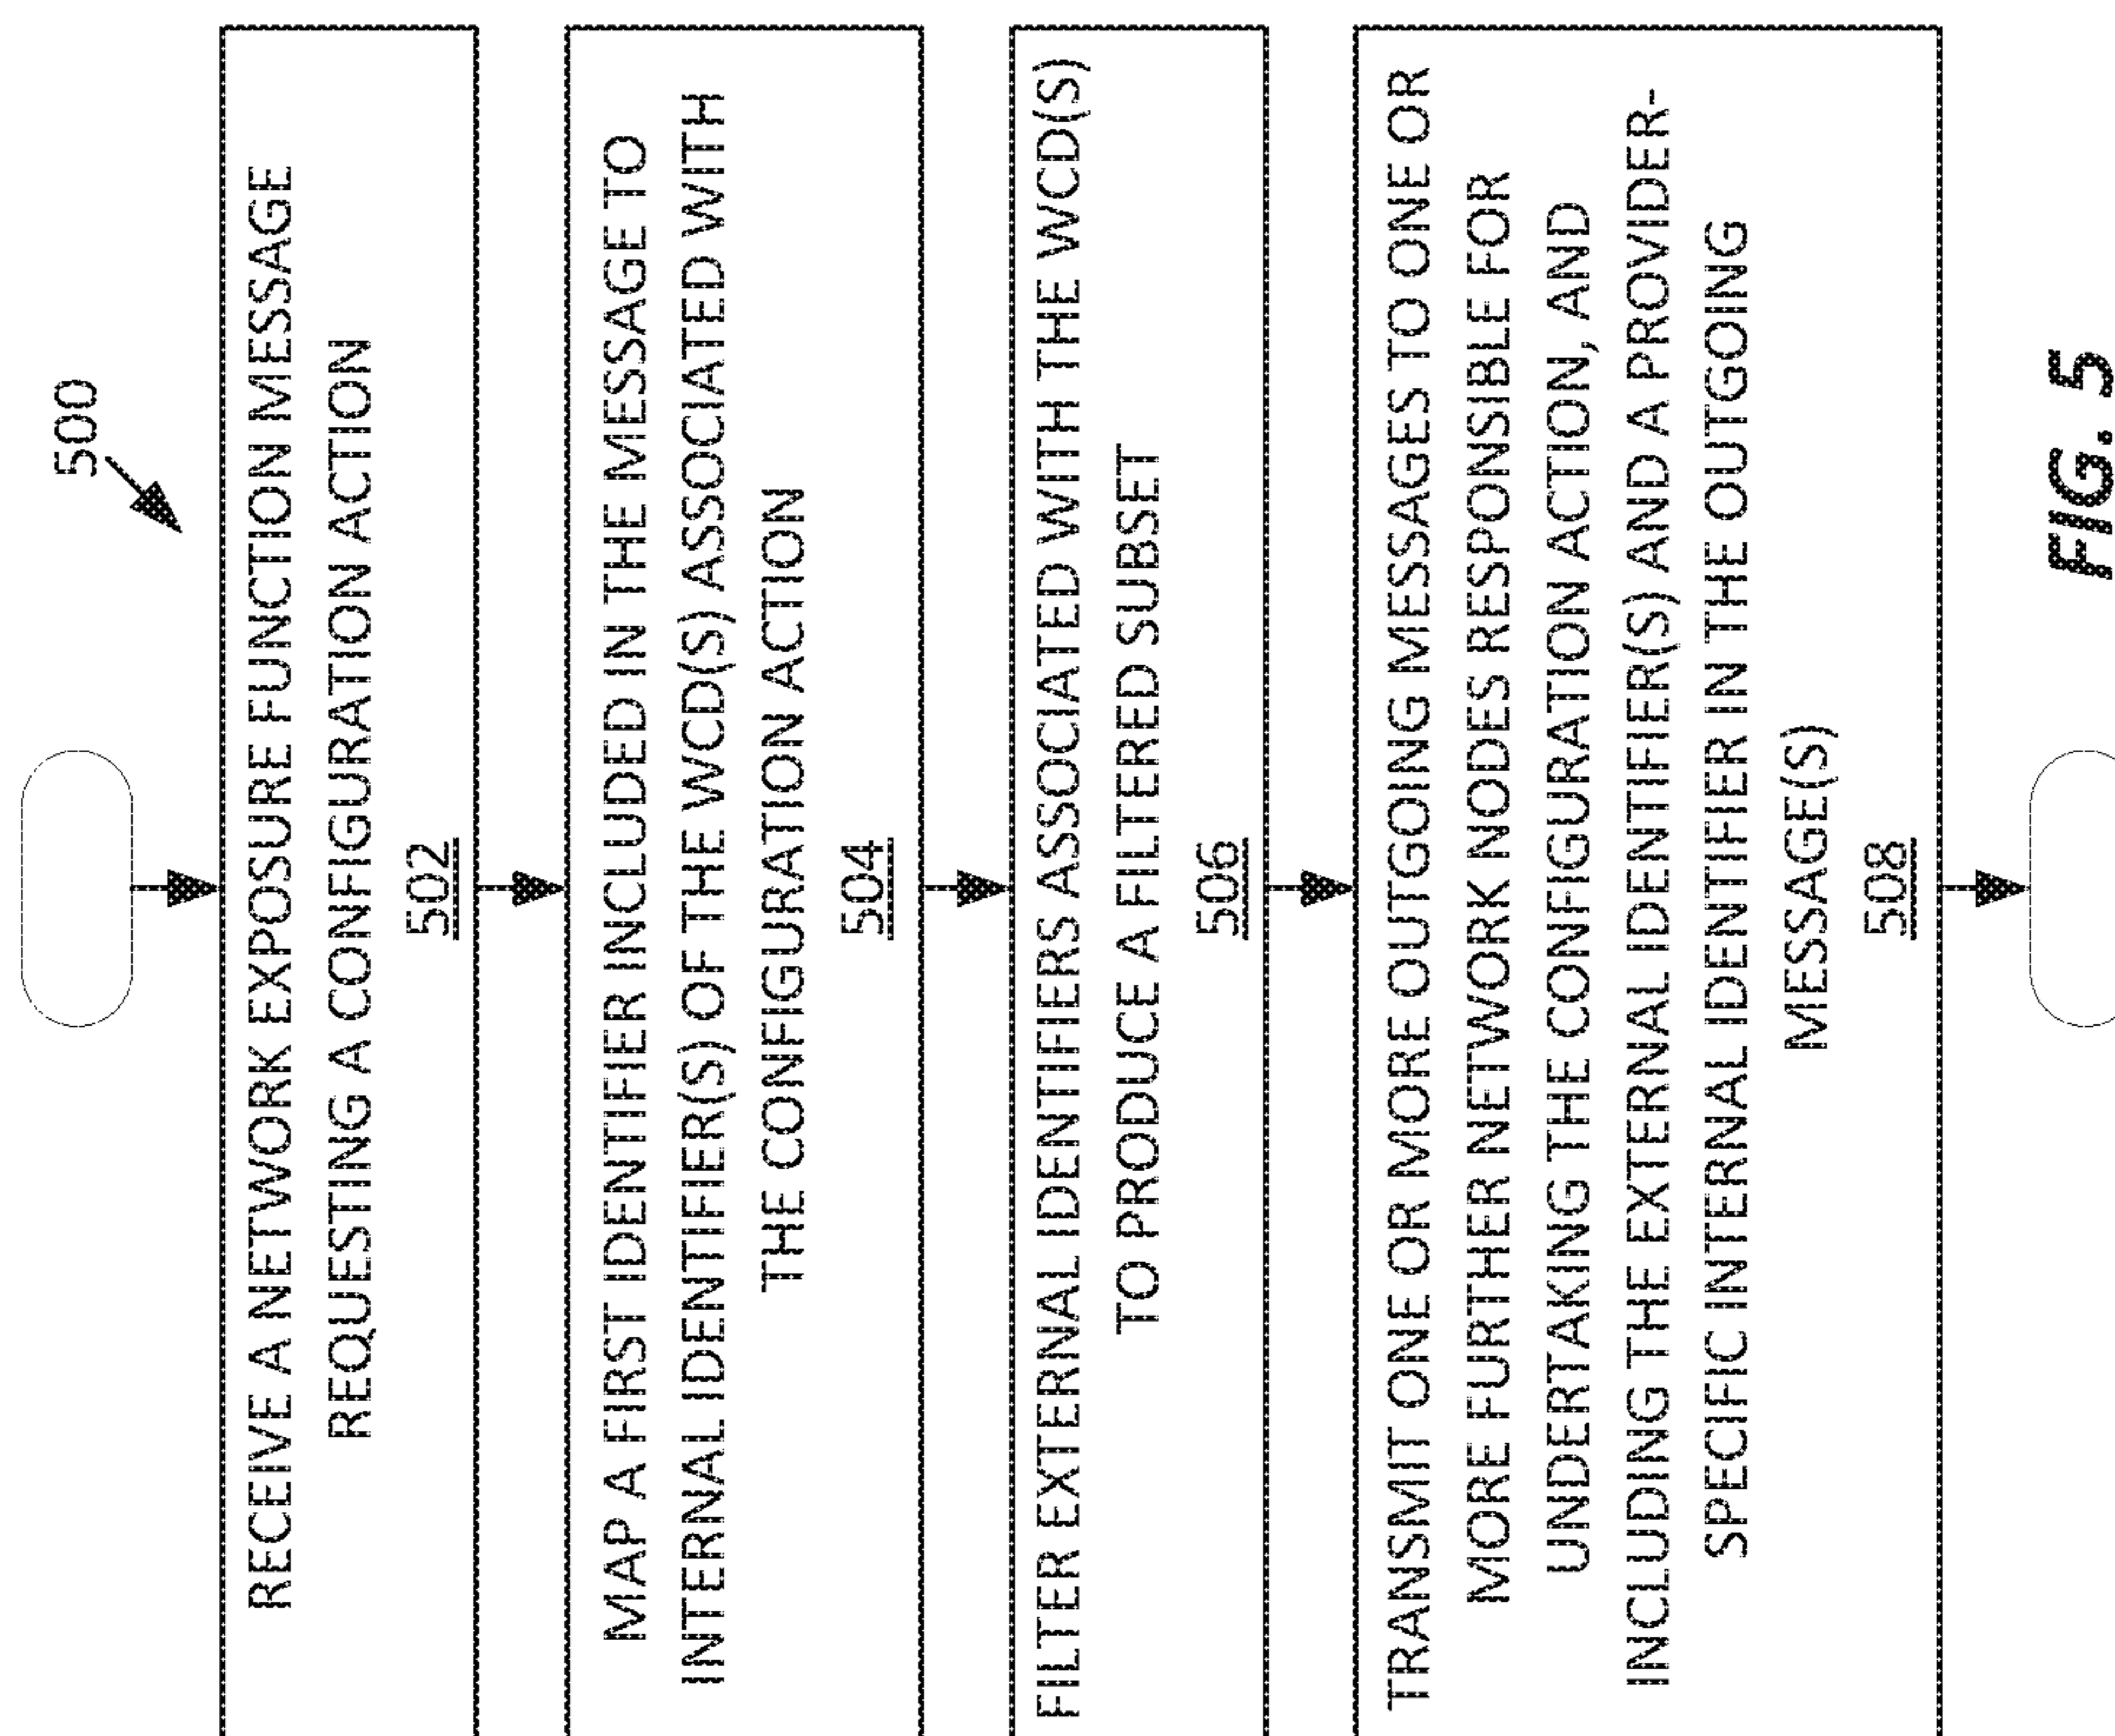 500
RECEIVE A NETWORK EXPOSURE FUNCTION MESSAGE
REQUESTING A CONFIGURATION ACTION
502
MAP A FIRST IDENTIFIER INCLUDED IN THE MESSAGE TO
INTERNAL IDENTIFIER(S) OF THE WCD(S) ASSOCIATED WITH
THE CONFIGURATION ACTION
504
FILTER EXTERNAL IDENTIFIERS ASSOCIATED WITH THE WCD(S)
TO PRODUCE A FILTERED SUBSET
506
TRANSMIT ONE OR MORE OUTGOING MESSAGES TO ONE OR
MORE FURTHER NETWORK NODES RESPONSIBLE FOR
UNDERTAKING THE CONFIGURATION ACTION, AND
INCLUDING THE EXTERNAL IDENTIFIER(S) AND A PROVIDER-
SPECIFIC INTERNAL IDENTIFIER IN THE OUTGOING
MESSAGE(S)
508
FIG. 5